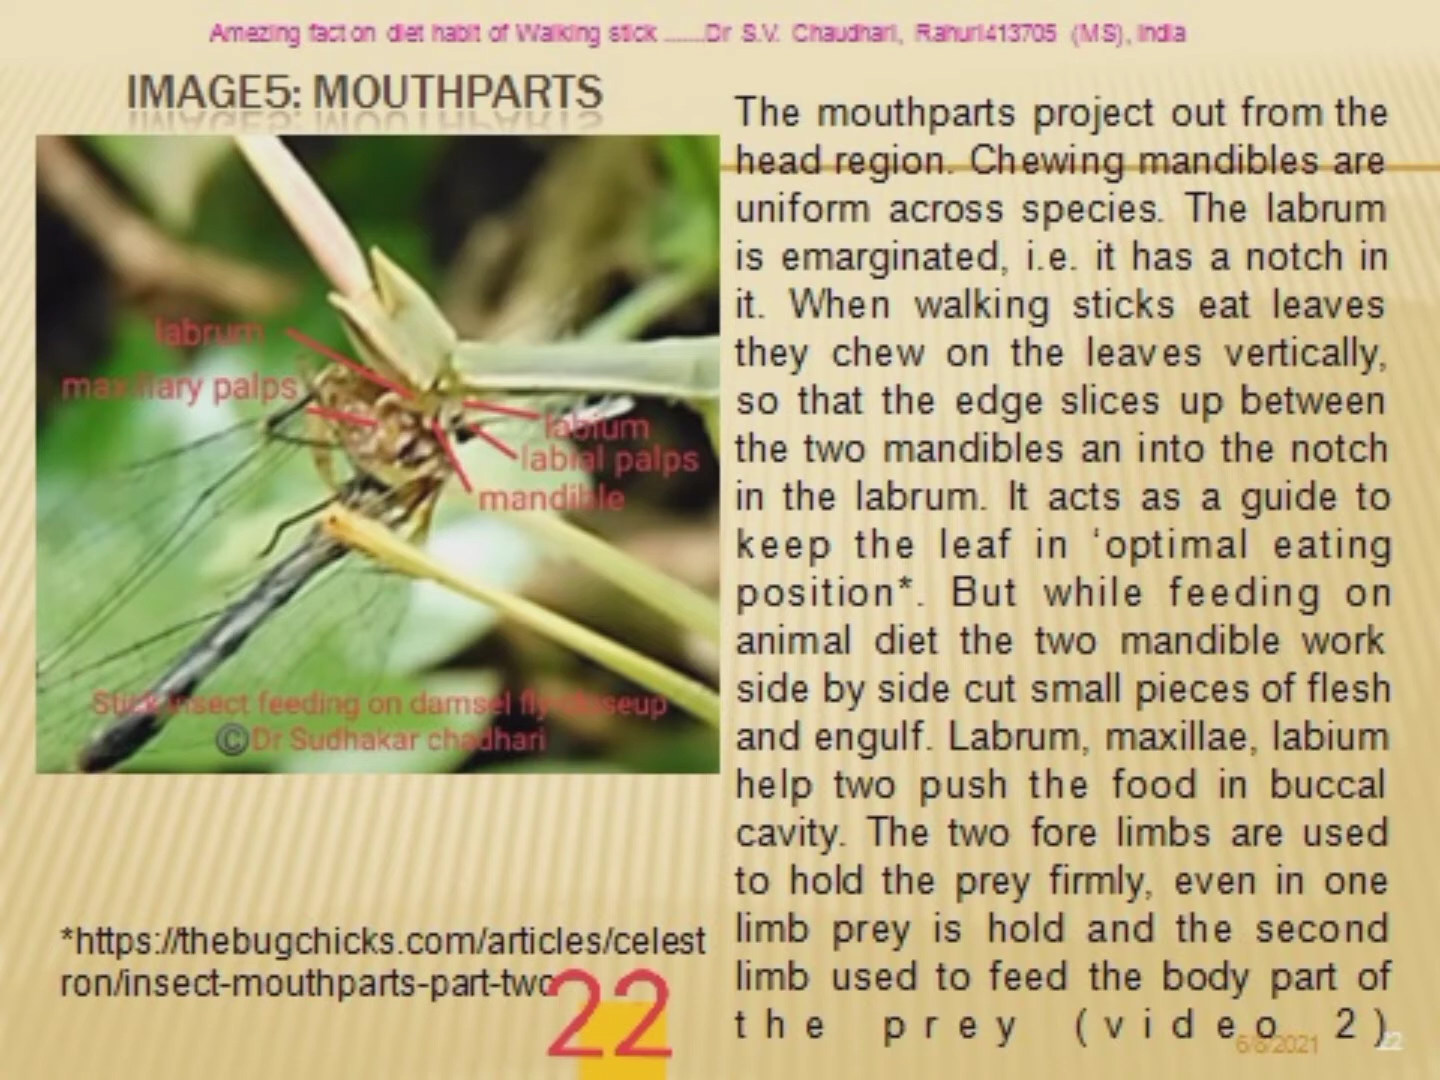 Amezing fact on diet habit of Walking stick ......Dr S.V. Chaudhari, Rahuri413705 (MS), India
IMAGE5: MOUTHPARTS
labrum
maxillary palps
labium
labial palps
mandible
Stick insect feeding on damsel fly closeup
©Dr Sudhakar chadhari
*https://thebugchicks.com/articles/celest
ron/insect-mouthparts-part-two
22
The mouthparts project out from the
head region. Chewing mandibles are
uniform across species. The labrum
is emarginated, i.e. it has a notch in
it. When walking sticks eat leaves
they chew on the leaves vertically,
so that the edge slices up between
the two mandibles an into the notch
in the labrum. It acts as a guide to
keep the leaf in ‘optimal eating
position*. But while feeding on
animal diet the two mandible work
side by side cut small pieces of flesh
and engulf. Labrum, maxillae, labium
help two push the food in buccal
cavity. The two fore limbs are used
to hold the prey firmly, even in one
limb prey is hold and the second
limb used to feed the body part of
the prey (video 2)
6/8/2021
22